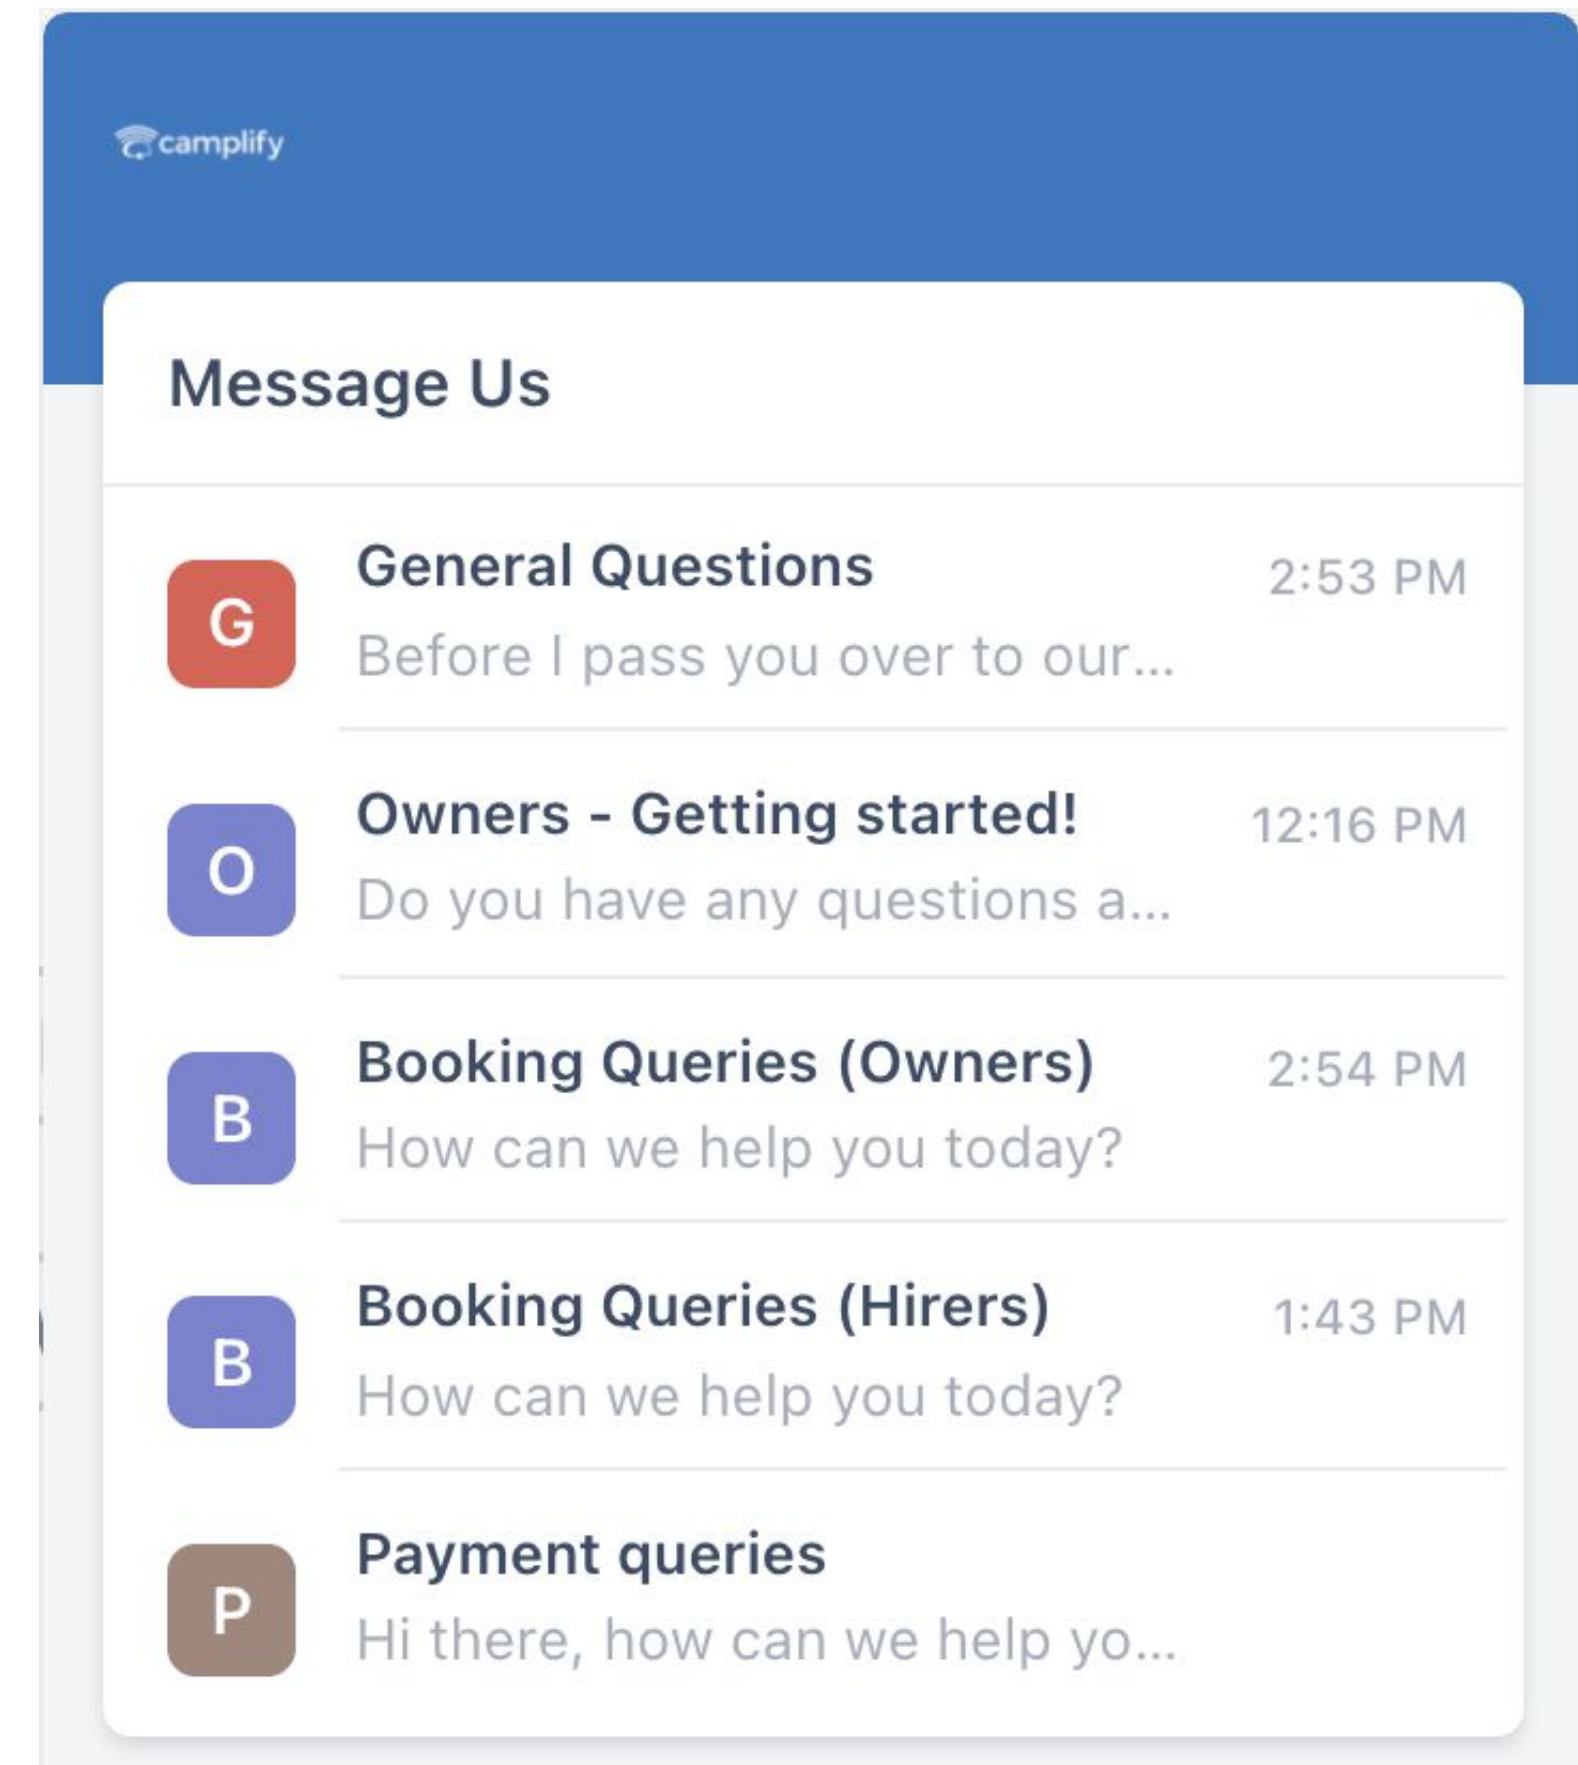 camplify
Message Us
G
General Questions
2:53 PM
Before I pass you over to our...
O
Owners - Getting started!
12:16 PM
Do you have any questions a...
B
Booking Queries (Owners)
2:54 PM
How can we help you today?
B
Booking Queries (Hirers)
1:43 PM
How can we help you today?
P
Payment queries
Hi there, how can we help yo...